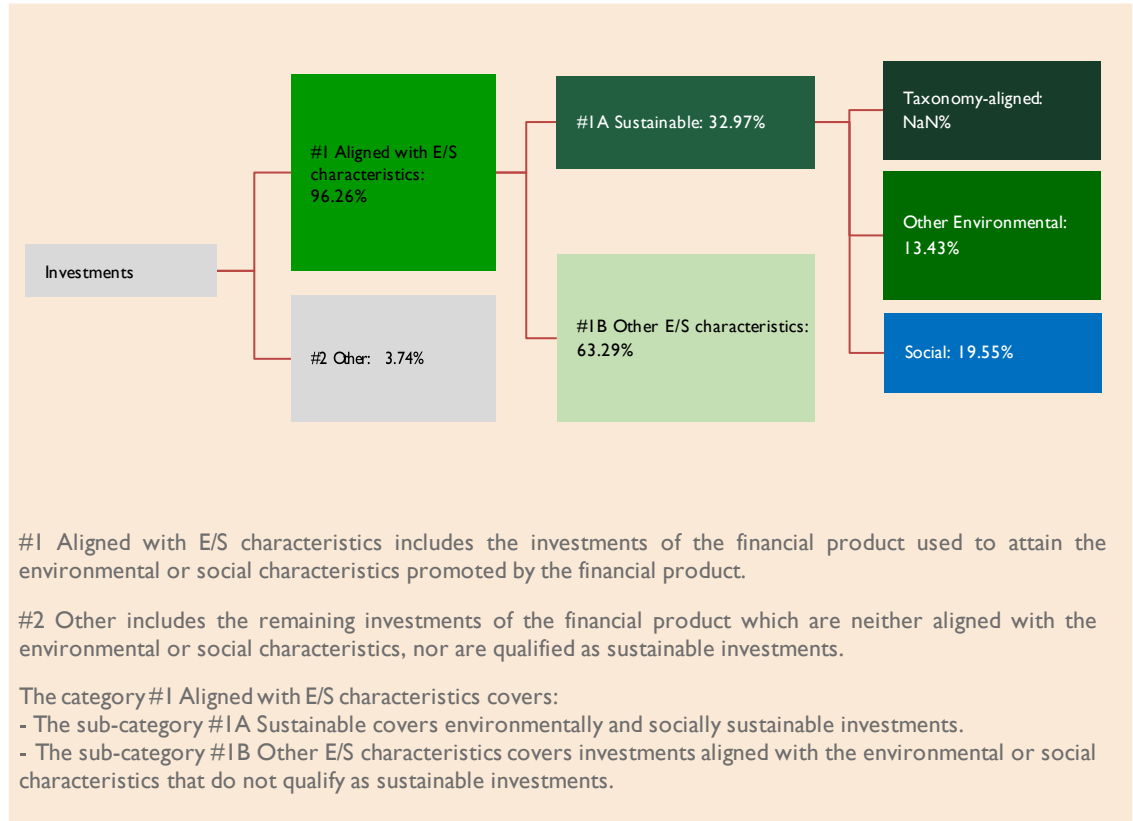 Investments
#1 Aligned with E/S
characteristics:
96.26%
#2 Other: 3.74%
#1A Sustainable: 32.97%
#1B Other E/S characteristics:
63.29%
Taxonomy-aligned:
NaN%
Other Environmental:
13.43%
Social: 19.55%
#1 Aligned with E/S characteristics includes the investments of the financial product used to attain the
environmental or social characteristics promoted by the financial product.
#2 Other includes the remaining investments of the financial product which are neither aligned with the
environmental or social characteristics, nor are qualified as sustainable investments.
The category #1 Aligned with E/S characteristics covers:
- The sub-category #1A Sustainable covers environmentally and socially sustainable investments.
- The sub-category #1B Other E/S characteristics covers investments aligned with the environmental or social
characteristics that do not qualify as sustainable investments.